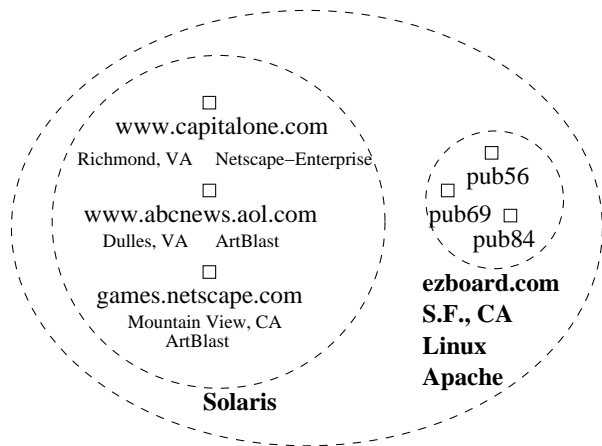 www.capitalone.com
Richmond, VA Netscape−Enterprise
www.abcnews.aol.com
Dulles, VA ArtBlast
games.netscape.com
Mountain View, CA
ArtBlast
Solaris
pub56
pub69
pub84
ezboard.com
S.F., CA
Linux
Apache